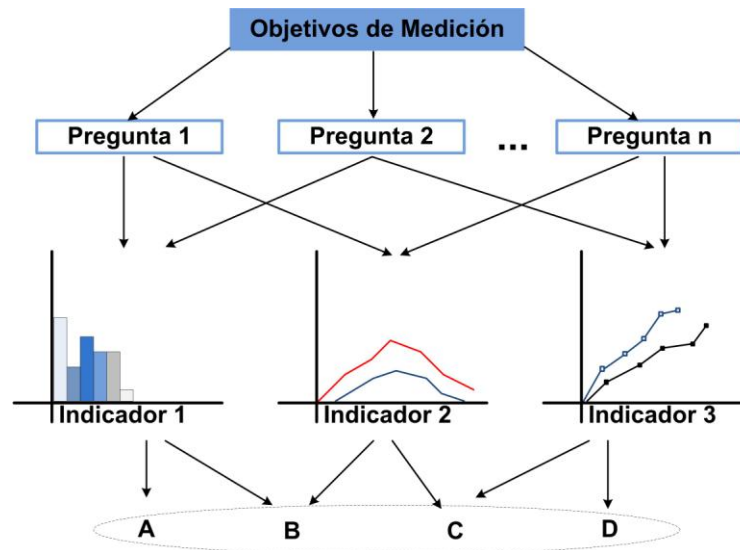 Objetivos de Medición
Pregunta 1
Pregunta 2
...
Pregunta n
Indicador 1
Indicador 2
Indicador 3
A
B
C
D